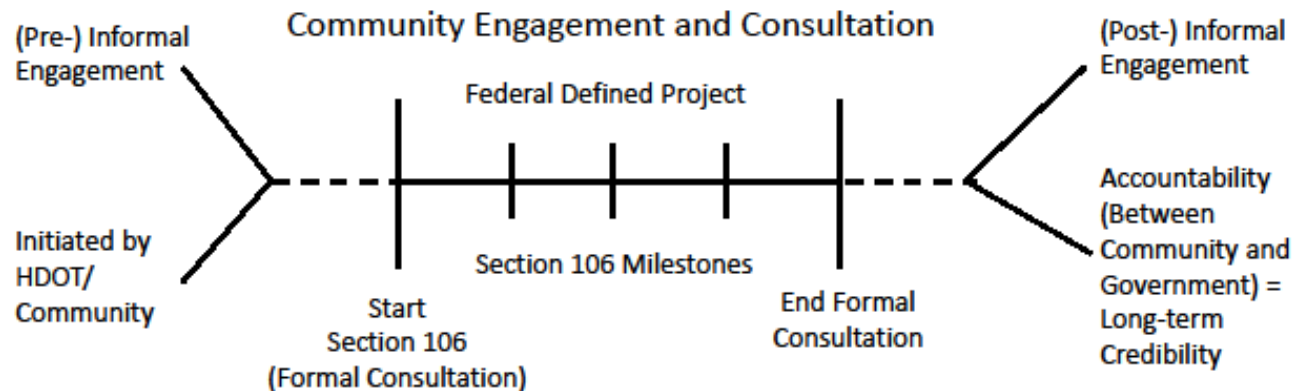 Community Engagement and Consultation
(Pre-) Informal
Engagement
Initiated by
HDOT/
Community
Federal Defined Project
Section 106 Milestones
Start
Section 106
(Formal Consultation)
End Formal
Consultation
(Post-) Informal
Engagement
Accountability
(Between
Community and
Government) =
Long-term
Credibility